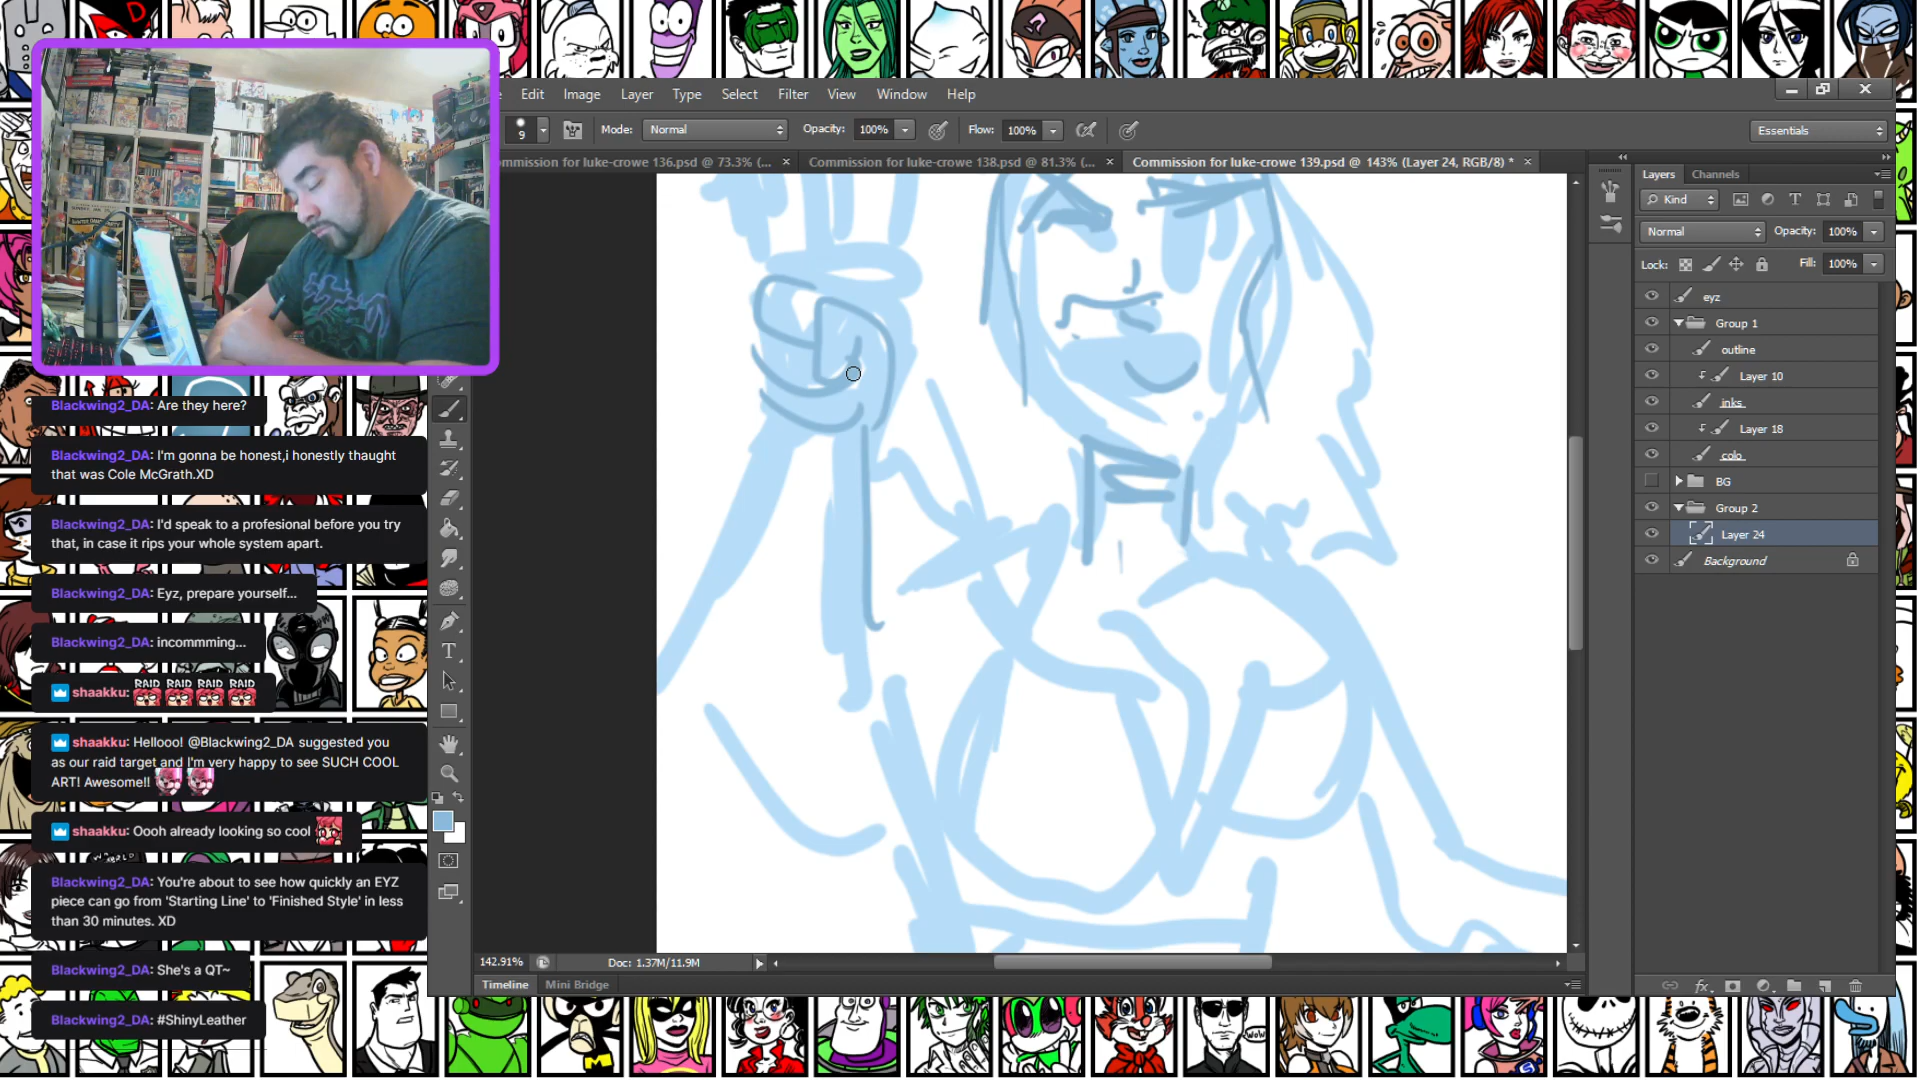 Edit Image Layer Type Select Filter View Window Help
9 Mode: Normal Opacity: 100% Flow: 100% Essentials
ommission for luke-crowe 136.psd @ 73.3% (... × Commission for luke-crowe 138.psd @ 81.3% (... × Commission for luke-crowe 139.psd @ 143% (Layer 24, RGB/8) * ×
Layers Channels
Kind
Normal Opacity: 100%
Lock: Fill: 100%
eyz
Group 1
outline
Layer 10
inks
Layer 18
colo
BG
Group 2
Layer 24
Background
Blackwing2_DA: Are they here?
Blackwing2_DA: I'm gonna be honest,i honestly thaught
that was Cole McGrath.XD
Blackwing2_DA: I'd speak to a profesional before you try
that, in case it rips your whole system apart.
Blackwing2_DA: Eyz, prepare yourself...
Blackwing2_DA: incommming...
shaakku: RAID RAID RAID RAID
shaakku: Hellooo! @Blackwing2_DA suggested you
as our raid target and I'm very happy to see SUCH COOL
ART! Awesome!!
shaakku: Oooh already looking so cool
Blackwing2_DA: You're about to see how quickly an EYZ
piece can go from 'Starting Line' to 'Finished Style' in less
than 30 minutes. XD
Blackwing2_DA: She's a QT~
Blackwing2_DA: #ShinyLeather
142.91% Doc: 1.37M/11.9M
Timeline Mini Bridge
WOW